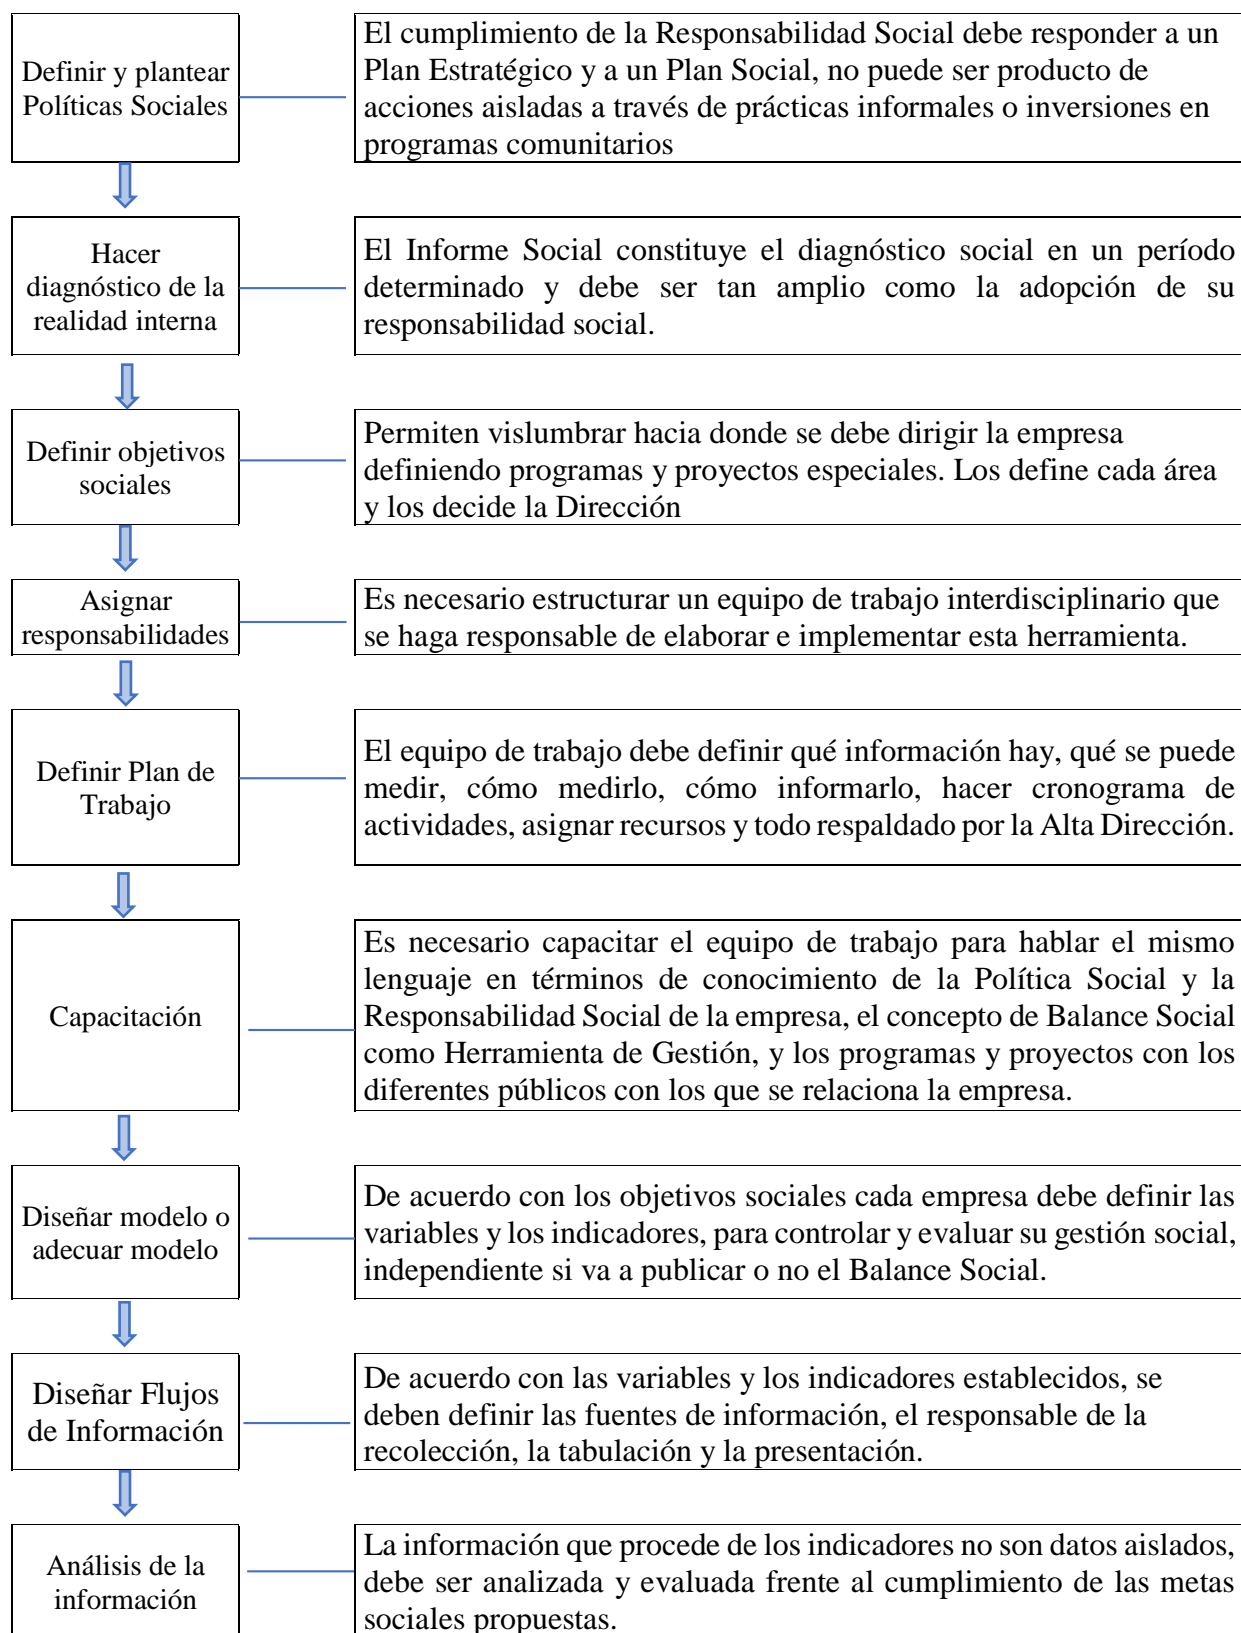 Definir y plantear
Políticas Sociales
El cumplimiento de la Responsabilidad Social debe responder a un
Plan Estratégico y a un Plan Social, no puede ser producto de
acciones aisladas a través de prácticas informales o inversiones en
programas comunitarios
Hacer
diagnóstico de la
realidad interna
El Informe Social constituye el diagnóstico social en un período
determinado y debe ser tan amplio como la adopción de su
responsabilidad social.
Definir objetivos
sociales
Permiten vislumbrar hacia donde se debe dirigir la empresa
definiendo programas y proyectos especiales. Los define cada área
y los decide la Dirección
Asignar
responsabilidades
Es necesario estructurar un equipo de trabajo interdisciplinario que
se haga responsable de elaborar e implementar esta herramienta.
Definir Plan de
Trabajo
El equipo de trabajo debe definir qué información hay, qué se puede
medir, cómo medirlo, cómo informarlo, hacer cronograma de
actividades, asignar recursos y todo respaldado por la Alta Dirección.
Capacitación
Es necesario capacitar el equipo de trabajo para hablar el mismo
lenguaje en términos de conocimiento de la Política Social y la
Responsabilidad Social de la empresa, el concepto de Balance Social
como Herramienta de Gestión, y los programas y proyectos con los
diferentes públicos con los que se relaciona la empresa.
Diseñar modelo o
adecuar modelo
De acuerdo con los objetivos sociales cada empresa debe definir las
variables y los indicadores, para controlar y evaluar su gestión social,
independiente si va a publicar o no el Balance Social.
Diseñar Flujos
de Información
De acuerdo con las variables y los indicadores establecidos, se
deben definir las fuentes de información, el responsable de la
recolección, la tabulación y la presentación.
Análisis de la
información
La información que procede de los indicadores no son datos aislados,
debe ser analizada y evaluada frente al cumplimiento de las metas
sociales propuestas.